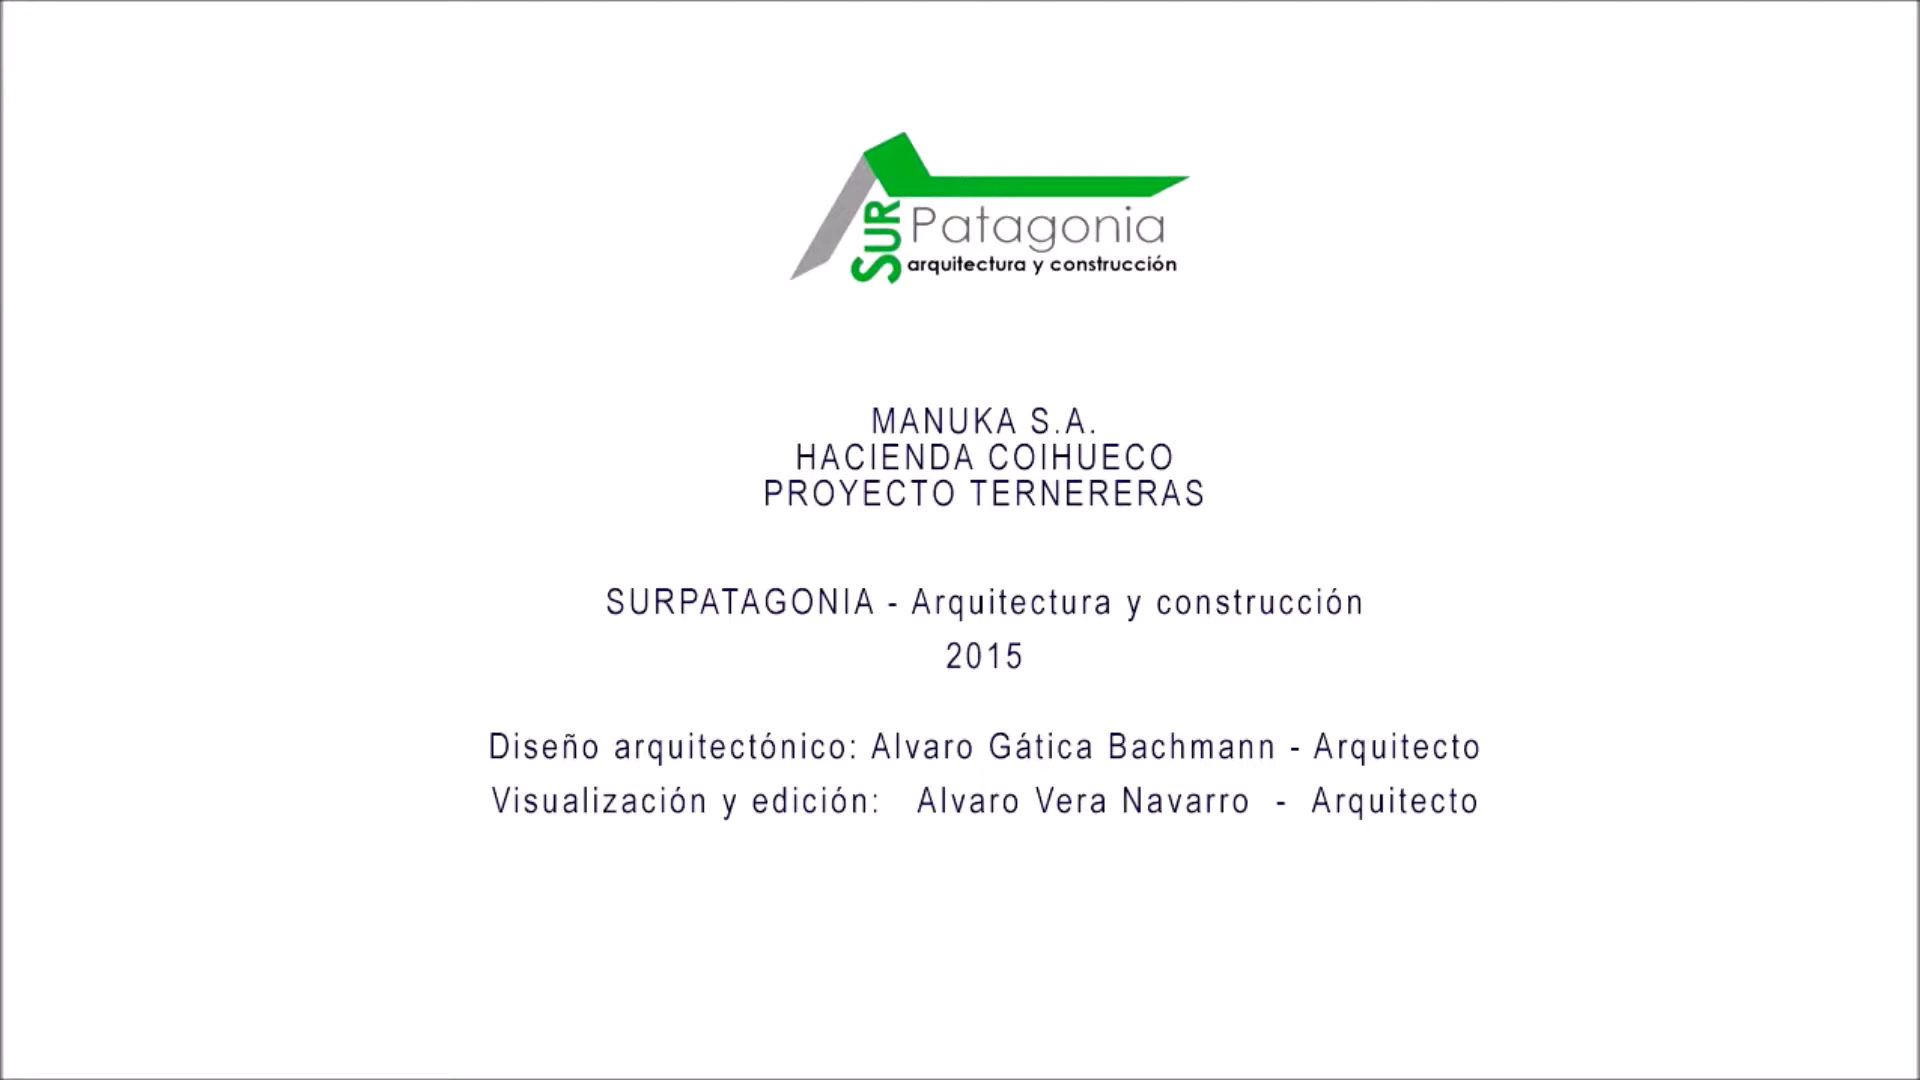 SUR Patagonia
arquitectura y construcción
MANUKA S.A.
HACIENDA COIHUECO
PROYECTO TERNERERAS
SURPATAGONIA - Arquitectura y construcción
2015
Diseño arquitectónico: Alvaro Gática Bachmann - Arquitecto
Visualización y edición: Alvaro Vera Navarro - Arquitecto